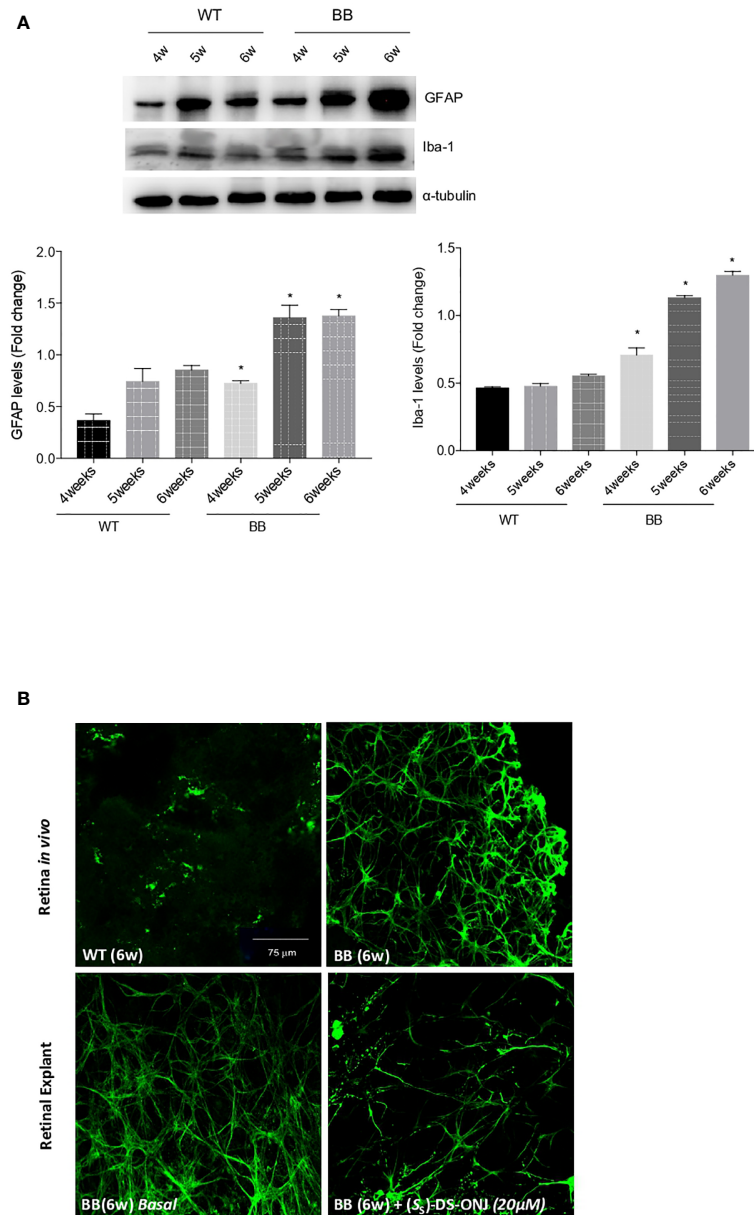 A
WT BB
4w 5w 6w 4w 5w 6w
GFAP
Iba-1
α-tubulin
GFAP levels (Fold change)
2.0
1.5
1.0
0.5
0.0
* * *
4weeks 5weeks 6weeks 4weeks 5weeks 6weeks
WT BB
Iba-1 levels (Fold change)
1.5
1.0
0.5
0.0
* * *
4weeks 5weeks 6weeks 4weeks 5weeks 6weeks
WT BB
B
Retina in vivo
WT (6w)
75 µm
BB (6w)
Retinal Explant
BB(6w) Basal
BB (6w) + (Ss)-DS-ONJ (20µM)